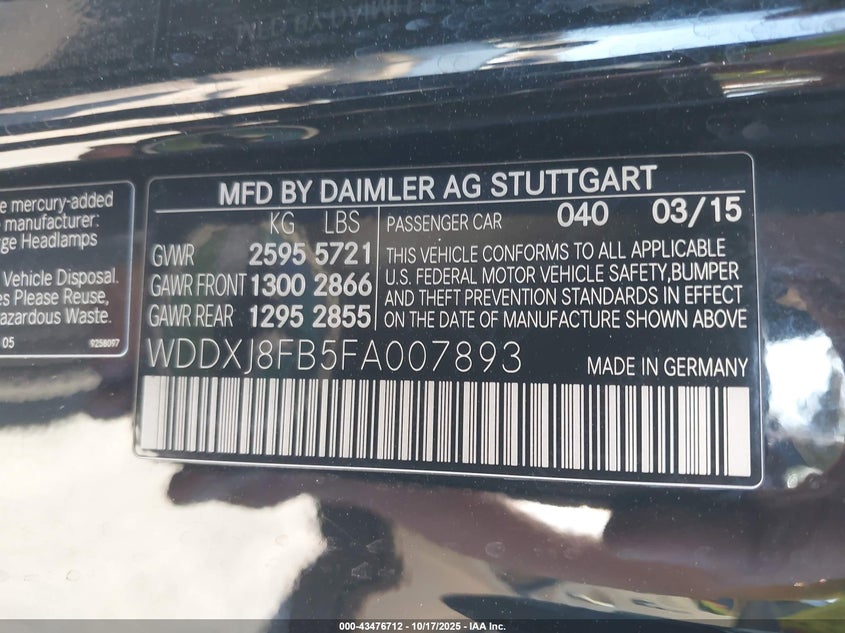 MFD BY DAIMLER AG STUTTGART
KG LBS
GVWR 2595 5721
GAWR FRONT 1300 2866
GAWR REAR 1295 2855
PASSENGER CAR 040 03/15
THIS VEHICLE CONFORMS TO ALL APPLICABLE
U.S. FEDERAL MOTOR VEHICLE SAFETY,BUMPER
AND THEFT PREVENTION STANDARDS IN EFFECT
ON THE DATE OF MANUFACTURE SHOWN ABOVE
WDDXJ8FB5FA007893
MADE IN GERMANY
mercury-added
manufacturer:
Headlamps
Vehicle Disposal.
Please Reuse,
Hazardous Waste.
05 9258097
000-43476712 - 10/17/2025 - IAA Inc.